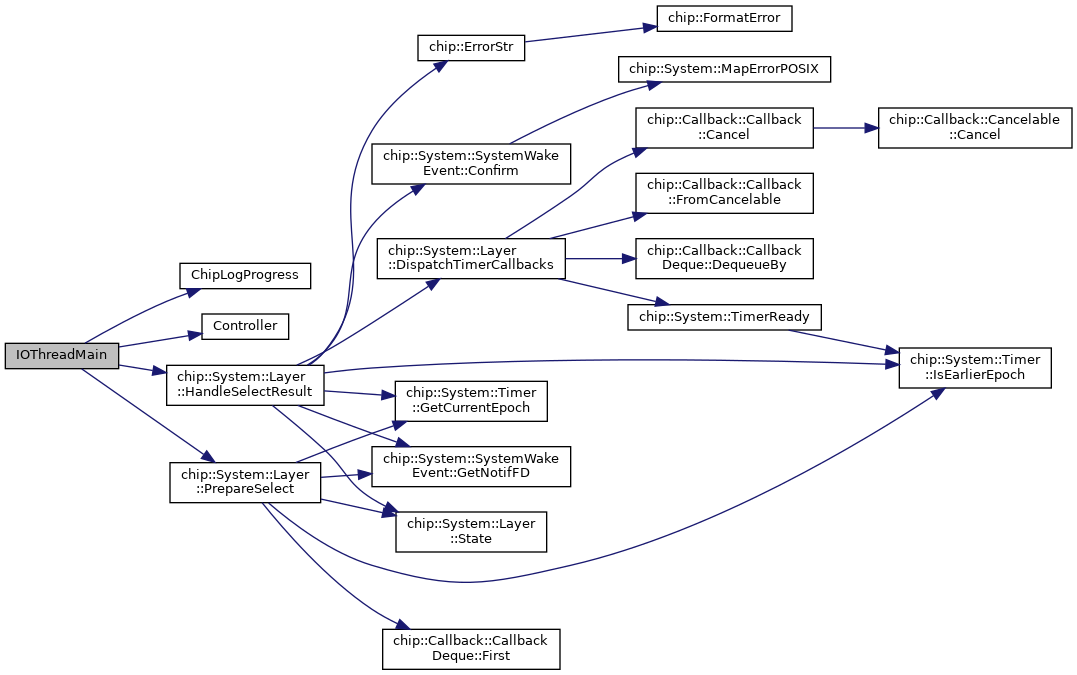 chip::FormatError
chip::ErrorStr
chip::System::MapErrorPOSIX
chip::Callback::Callback
::Cancel
chip::Callback::Cancelable
::Cancel
chip::System::SystemWake
Event::Confirm
chip::Callback::Callback
::FromCancelable
chip::System::Layer
::DispatchTimerCallbacks
chip::Callback::Callback
Deque::DequeueBy
ChipLogProgress
chip::System::TimerReady
Controller
IOThreadMain
chip::System::Timer
::IsEarlierEpoch
chip::System::Layer
::HandleSelectResult
chip::System::Timer
::GetCurrentEpoch
chip::System::SystemWake
Event::GetNotifFD
chip::System::Layer
::PrepareSelect
chip::System::Layer
::State
chip::Callback::Callback
Deque::First